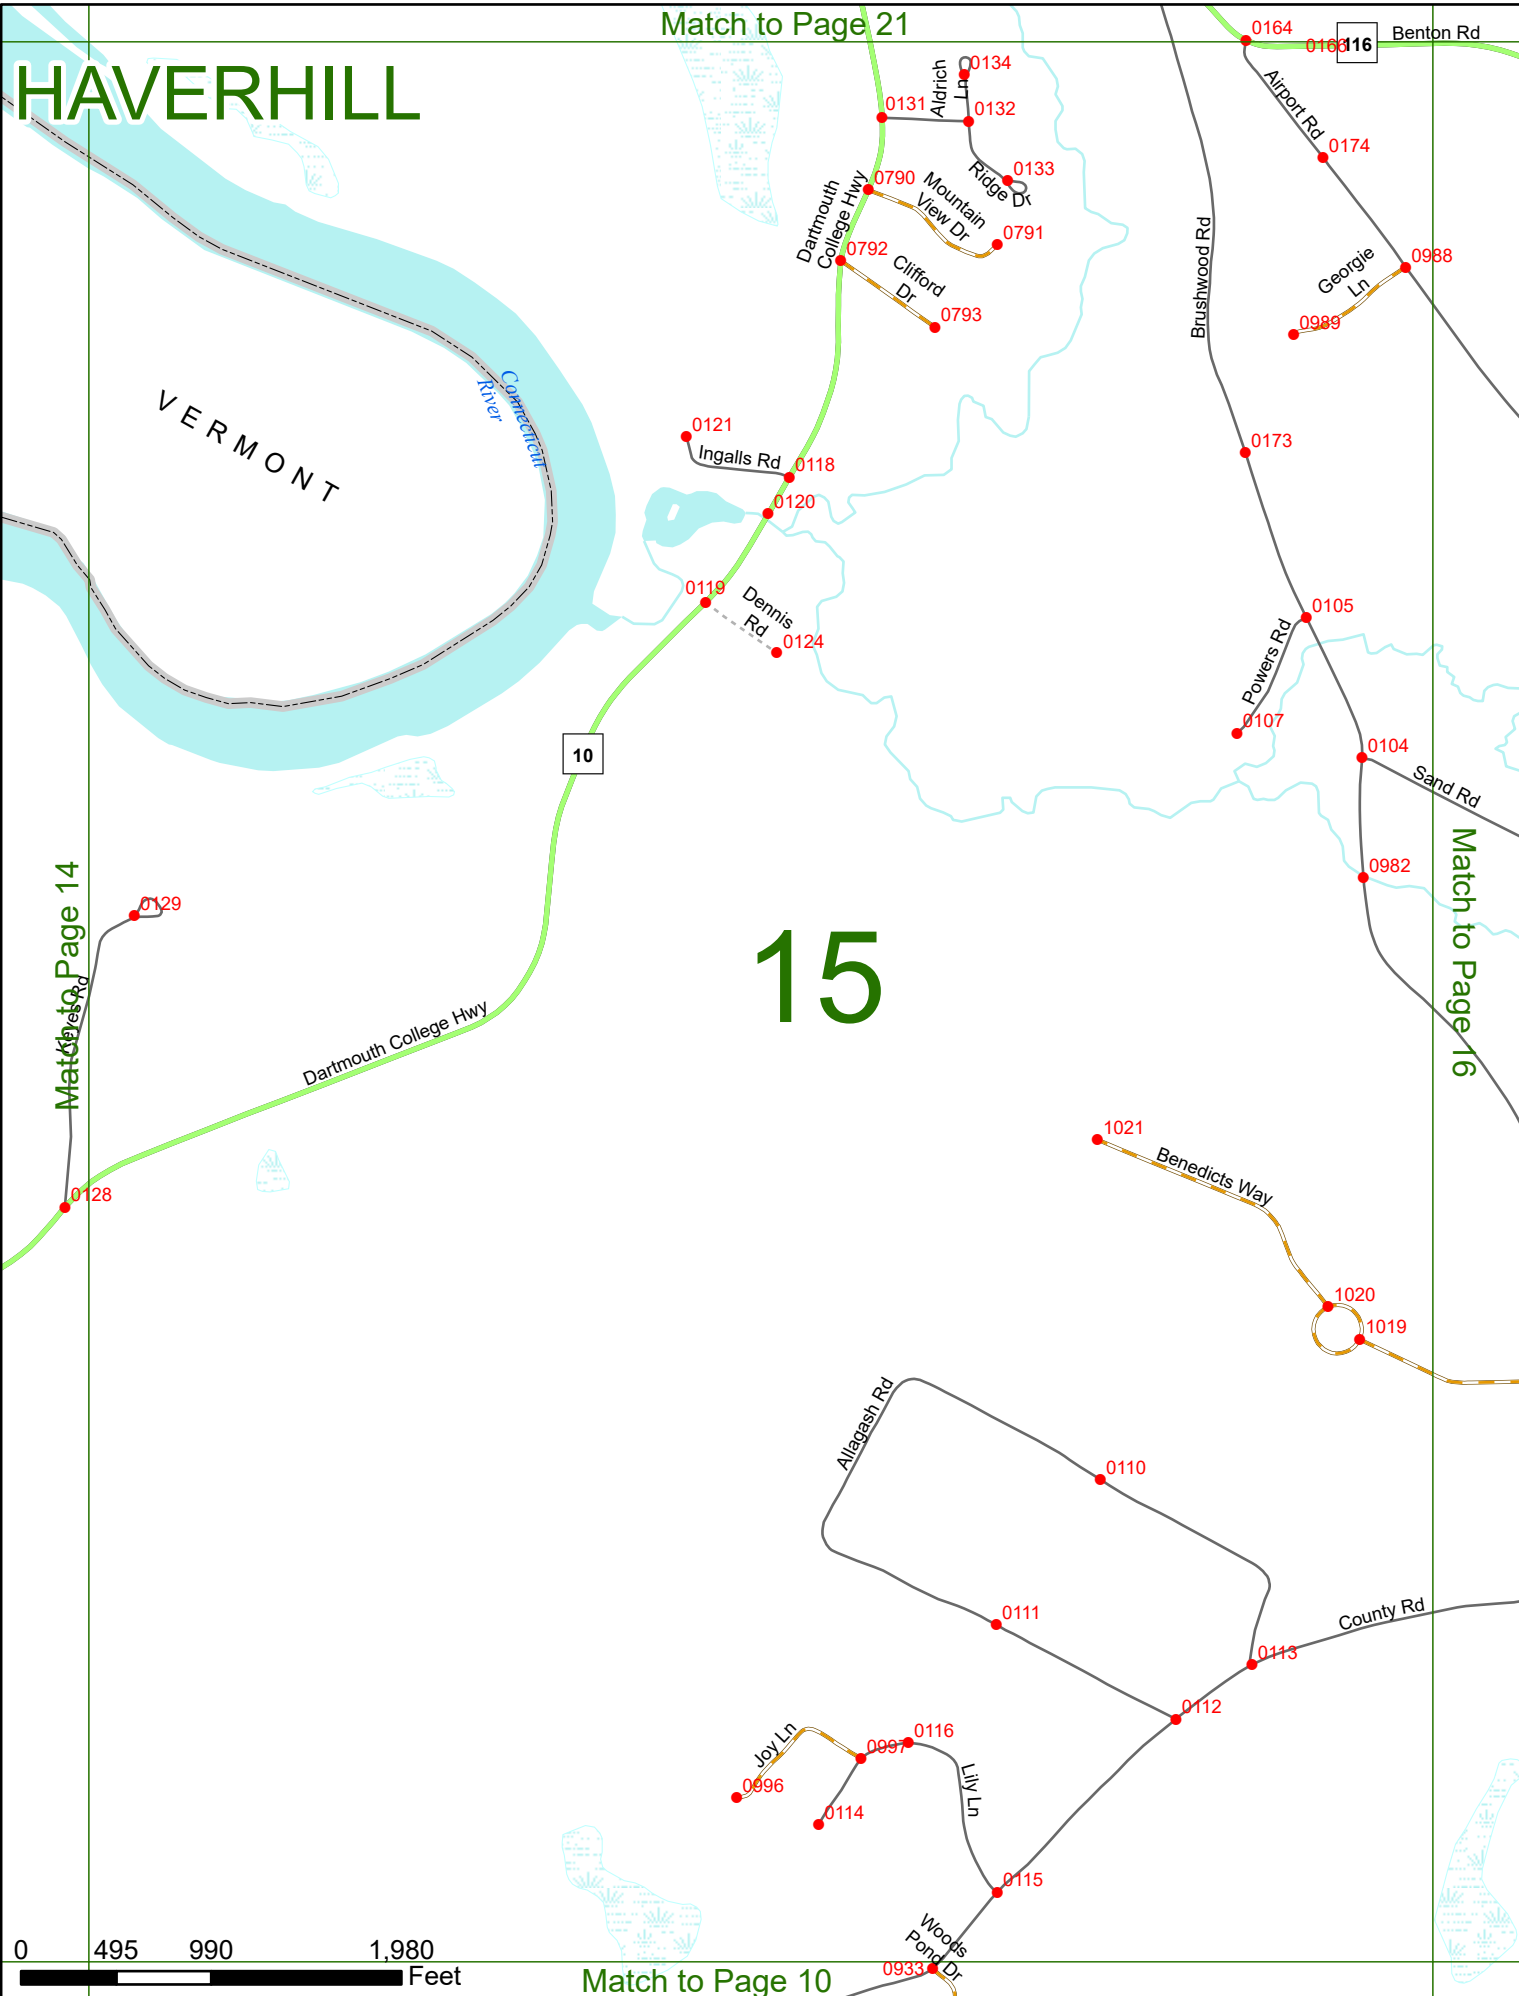 Match to Page 21
HAVERHILL
0164
0166
116
Benton Rd
0134
Aldrich
Ln
0131
0132
Airport Rd
0174
0133
Ridge Dr
0790
Mountain
View Dr
0791
Dartmouth
College Hwy
0792
Clifford
Dr
0793
Brushwood Rd
0988
Georgie
Ln
0989
Connecticut
River
VERMONT
0121
Ingalls Rd
0118
0173
0120
0119
Dennis
Rd
0124
0105
Powers Rd
0107
10
0104
Sand Rd
0982
Match to Page 14
Match to Page 16
0129
Keyes Rd
15
Dartmouth College Hwy
0128
1021
Benedicts Way
1020
1019
Allagash Rd
0110
0111
County Rd
0113
0112
Joy Ln
0997
0116
0996
Lily Ln
0114
0115
Woods
Pond Dr
0933
0 495 990 1,980
Feet
Match to Page 10